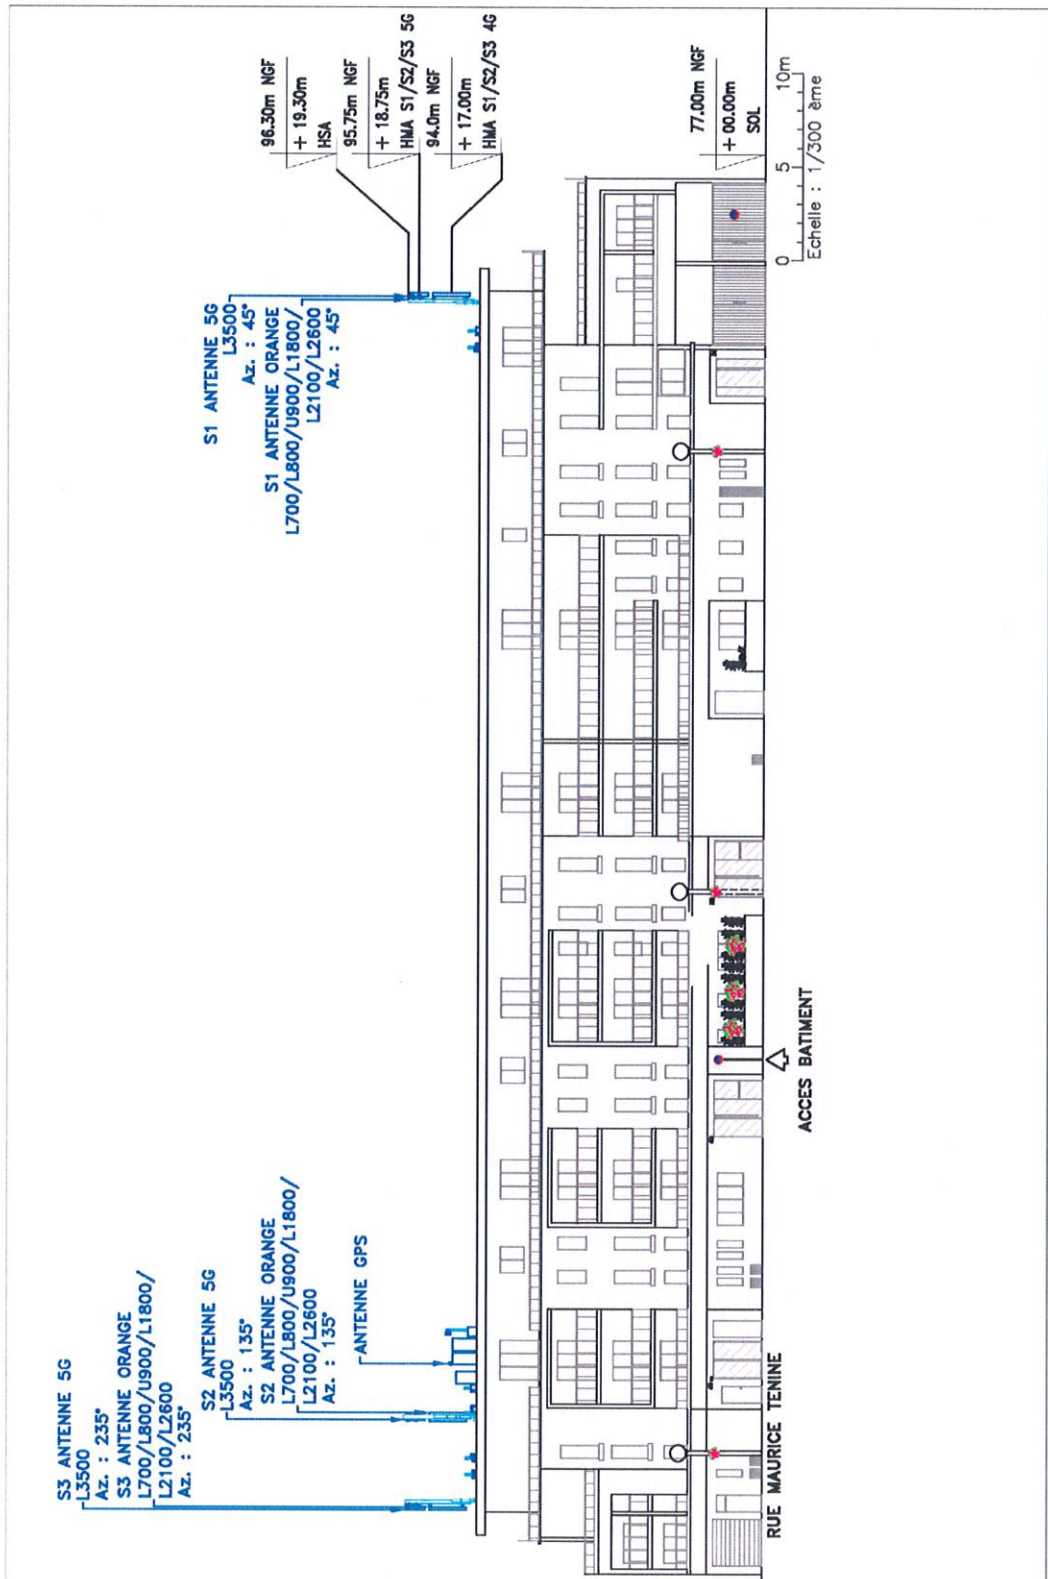 S3 ANTENNE 5G
L3500
Az. : 235°
S3 ANTENNE ORANGE
L700/L800/U900/L1800/
L2100/L2600
Az. : 235°
S2 ANTENNE 5G
L3500
Az. : 135°
S2 ANTENNE ORANGE
L700/L800/U900/L1800/
L2100/L2600
Az. : 135°
ANTENNE GPS
S1 ANTENNE 5G
L3500
Az. : 45°
S1 ANTENNE ORANGE
L700/L800/U900/L1800/
L2100/L2600
Az. : 45°
96.30m NGF
+ 19.30m
HSA
95.75m NGF
+ 18.75m
HMA S1/S2/S3 5G
94.0m NGF
+ 17.00m
HMA S1/S2/S3 4G
77.00m NGF
+ 00.00m
SOL
RUE MAURICE TENINE
ACCES BATIMENT
0 5 10m
Echelle : 1/300 ème